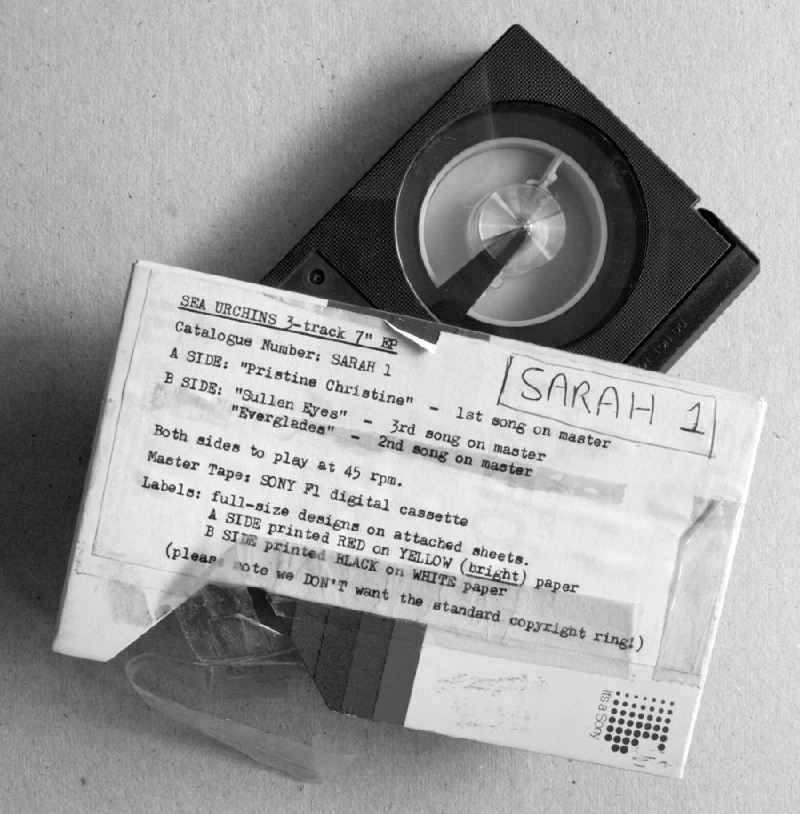 SEA URCHINS 3-track 7" EP
Catalogue Number: SARAH 1
SARAH 1
A SIDE: "Pristine Christine" - 1st song on master
B SIDE: "Sullen Eyes" - 3rd song on master
"Everglades" - 2nd song on master
Both sides to play at 45 rpm.
Master Tape: SONY F1 digital cassette
Labels: full-size designs on attached sheets.
A SIDE printed RED on YELLOW (bright) paper
B SIDE printed BLACK on WHITE paper
(please note we DON'T want the standard copyright ring!)
It's a Sony